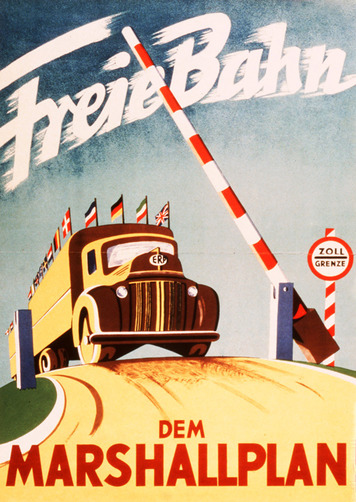 Freie Bahn
ERP
ZOLL
GRENZE
DEM
MARSHALLPLAN